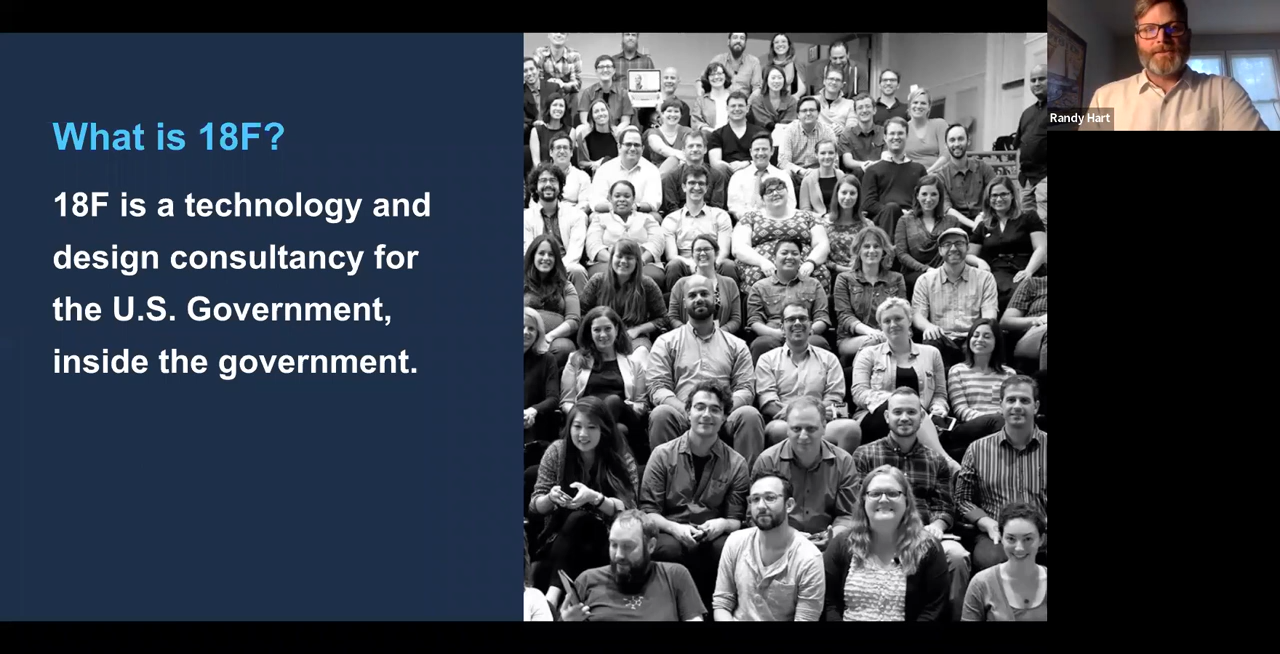 What is 18F?
18F is a technology and
design consultancy for
the U.S. Government,
inside the government.
Randy Hart